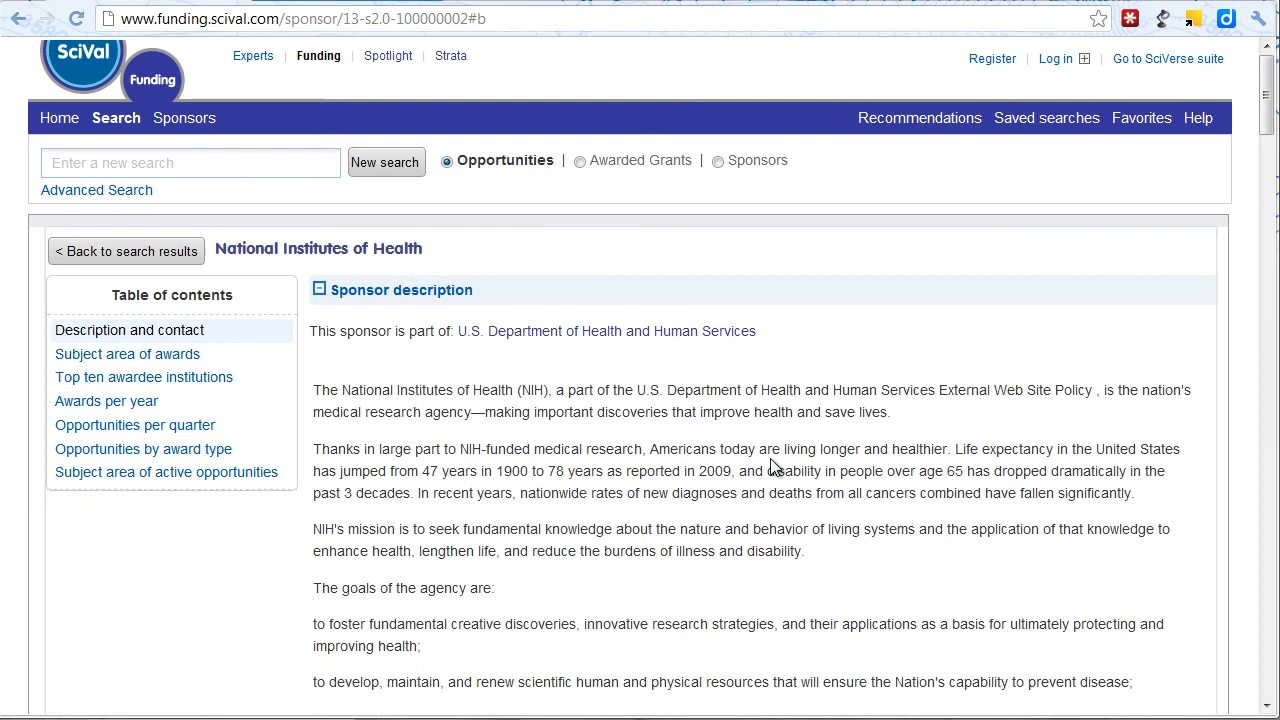 www.funding.scival.com/sponsor/13-s2.0-100000002#b
SciVal
Funding
Experts | Funding | Spotlight | Strata
Register | Log in | Go to SciVerse suite
Home Search Sponsors Recommendations Saved searches Favorites Help
Enter a new search New search Opportunities | Awarded Grants | Sponsors
Advanced Search
< Back to search results National Institutes of Health
Table of contents
Description and contact
Subject area of awards
Top ten awardee institutions
Awards per year
Opportunities per quarter
Opportunities by award type
Subject area of active opportunities
Sponsor description
This sponsor is part of: U.S. Department of Health and Human Services
The National Institutes of Health (NIH), a part of the U.S. Department of Health and Human Services External Web Site Policy , is the nation's
medical research agency—making important discoveries that improve health and save lives.
Thanks in large part to NIH-funded medical research, Americans today are living longer and healthier. Life expectancy in the United States
has jumped from 47 years in 1900 to 78 years as reported in 2009, and disability in people over age 65 has dropped dramatically in the
past 3 decades. In recent years, nationwide rates of new diagnoses and deaths from all cancers combined have fallen significantly.
NIH's mission is to seek fundamental knowledge about the nature and behavior of living systems and the application of that knowledge to
enhance health, lengthen life, and reduce the burdens of illness and disability.
The goals of the agency are:
to foster fundamental creative discoveries, innovative research strategies, and their applications as a basis for ultimately protecting and
improving health;
to develop, maintain, and renew scientific human and physical resources that will ensure the Nation's capability to prevent disease;